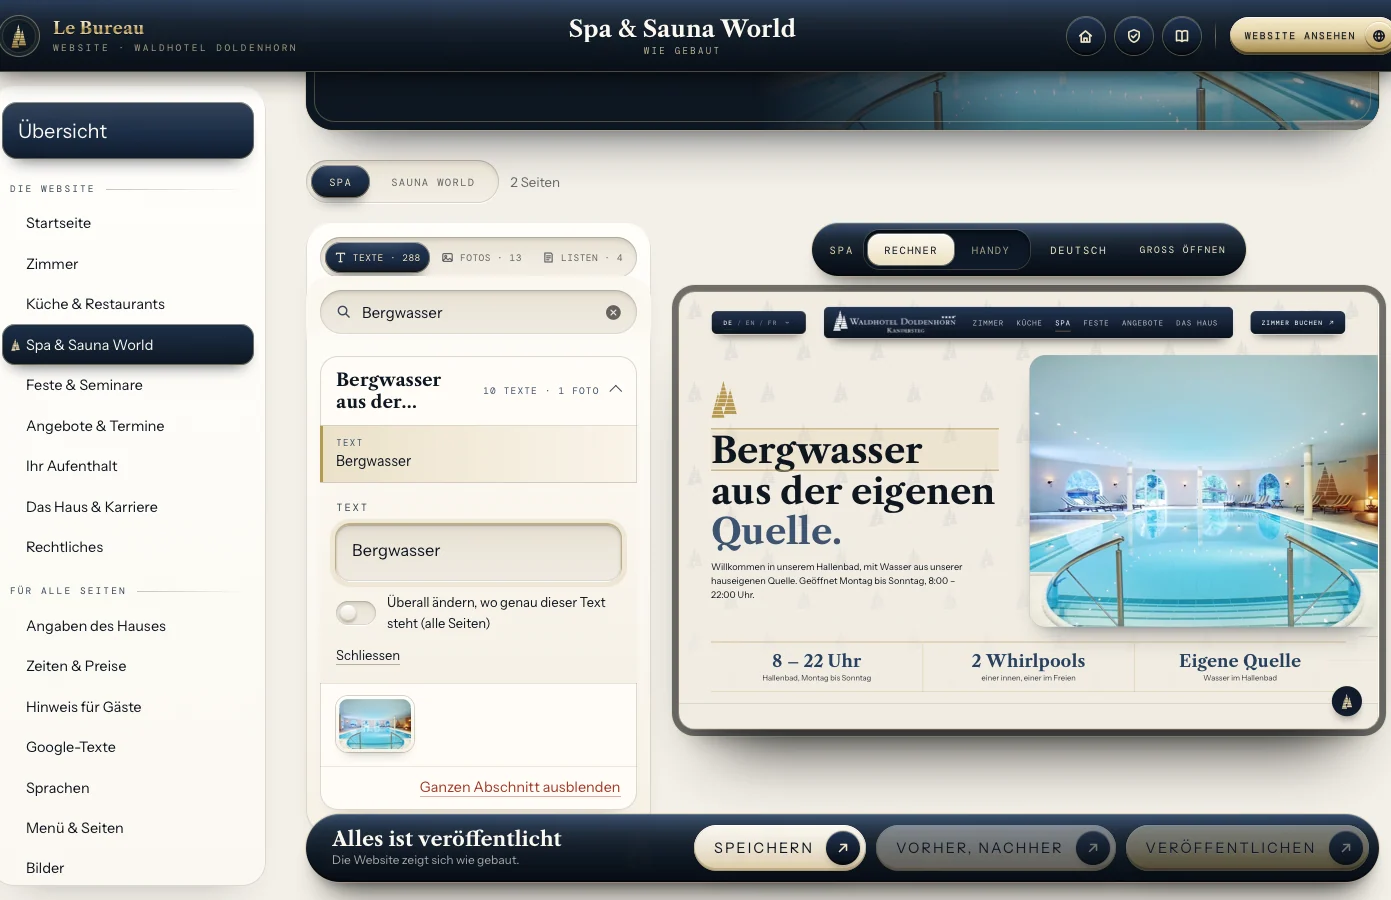 Le Bureau
WEBSITE · WALDHOTEL DOLDENHORN
Spa & Sauna World
WIE GEBAUT
WEBSITE ANSEHEN
Übersicht
DIE WEBSITE
Startseite
Zimmer
Küche & Restaurants
Spa & Sauna World
Feste & Seminare
Angebote & Termine
Ihr Aufenthalt
Das Haus & Karriere
Rechtliches
FÜR ALLE SEITEN
Angaben des Hauses
Zeiten & Preise
Hinweis für Gäste
Google-Texte
Sprachen
Menü & Seiten
Bilder
SPA
SAUNA WORLD
2 Seiten
TEXTE · 288
FOTOS · 13
LISTEN · 4
Bergwasser
Bergwasser
aus der...
10 TEXTE · 1 FOTO
TEXT
Bergwasser
TEXT
Bergwasser
Überall ändern, wo genau dieser Text
steht (alle Seiten)
Schliessen
Ganzen Abschnitt ausblenden
SPA
RECHNER
HANDY
DEUTSCH
GROSS ÖFFNEN
DE / EN / FR
WALDHOTEL DOLDENHORN
KANDERSTEG
ZIMMER
KÜCHE
SPA
FESTE
ANGEBOTE
DAS HAUS
ZIMMER BUCHEN
Bergwasser
aus der eigenen
Quelle.
Willkommen in unserem Hallenbad, mit Wasser aus unserer
hauseigenen Quelle. Geöffnet Montag bis Sonntag, 8:00 –
22:00 Uhr.
8 – 22 Uhr
Hallenbad, Montag bis Sonntag
2 Whirlpools
einer innen, einer im Freien
Eigene Quelle
Wasser im Hallenbad
Alles ist veröffentlicht
Die Website zeigt sich wie gebaut.
SPEICHERN
VORHER, NACHHER
VERÖFFENTLICHEN